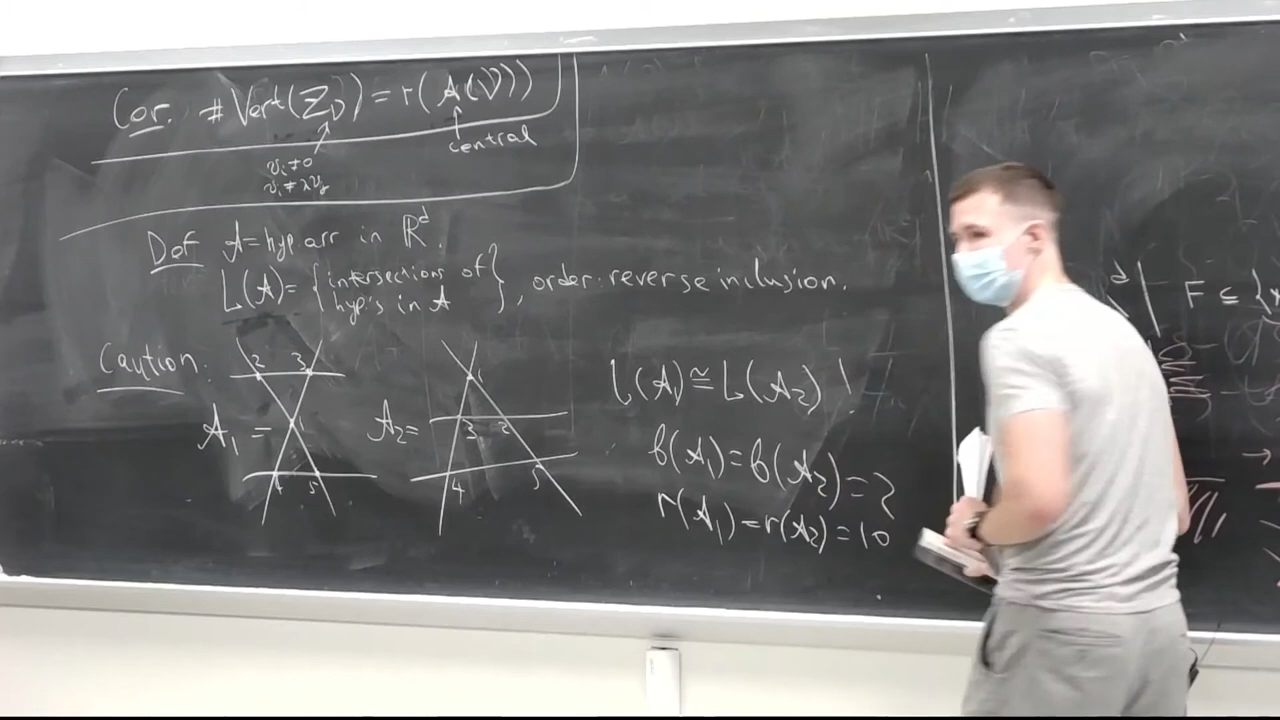 Cor. # Vert(Z_V) = r(A(V))
central
v_i ≠ 0
v_i ≠ λv_j
Def A = hyp. arr in ℝ^d.
L(A) = {intersections of hyp's in A}, order: reverse inclusion.
Caution:
A_1 =
2 3
1
4 5
A_2 =
1
3 2
4 5
L(A_1) ≅ L(A_2)!
b(A_1) = b(A_2) = 2
r(A_1) = r(A_2) = 10
d | F ⊆ {